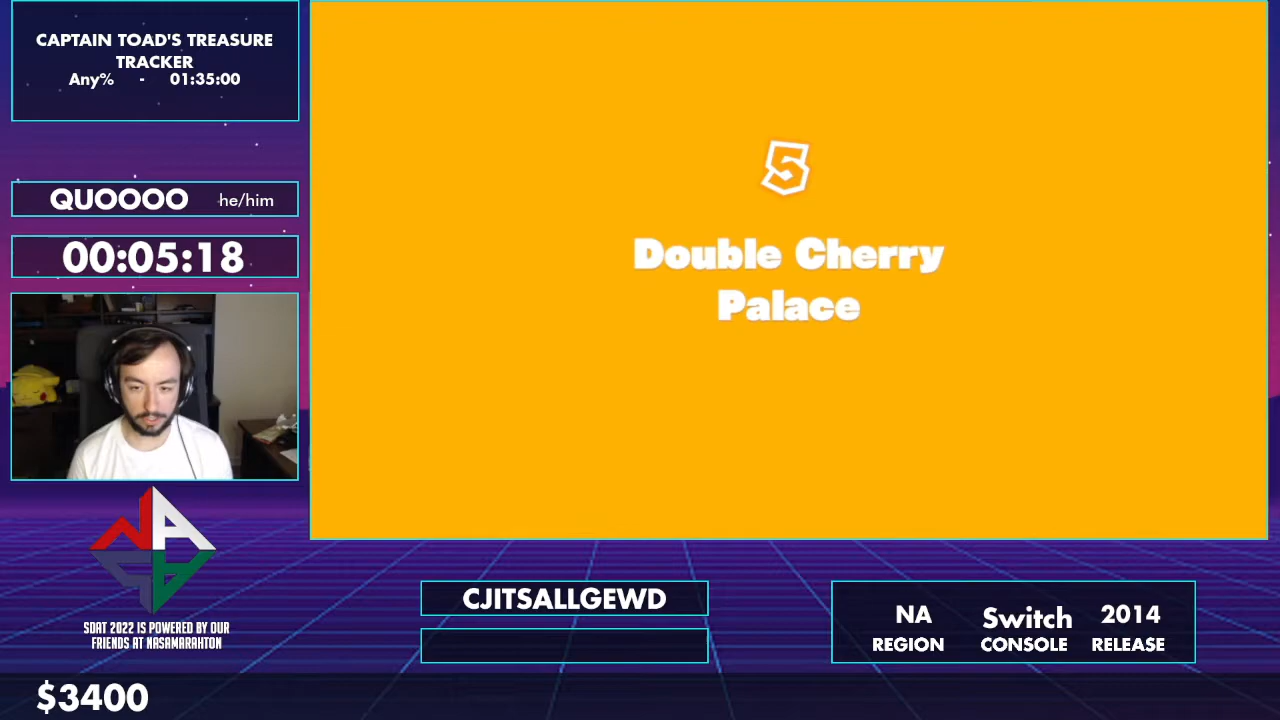 CAPTAIN TOAD'S TREASURE
TRACKER
Any% - 01:35:00
QUOOOO he/him
00:05:18
5
Double Cherry
Palace
NASA
SDAT 2022 IS POWERED BY OUR
FRIENDS AT NASAMARAHTON
CJITSALLGEWD
NA Switch 2014
REGION CONSOLE RELEASE
$3400